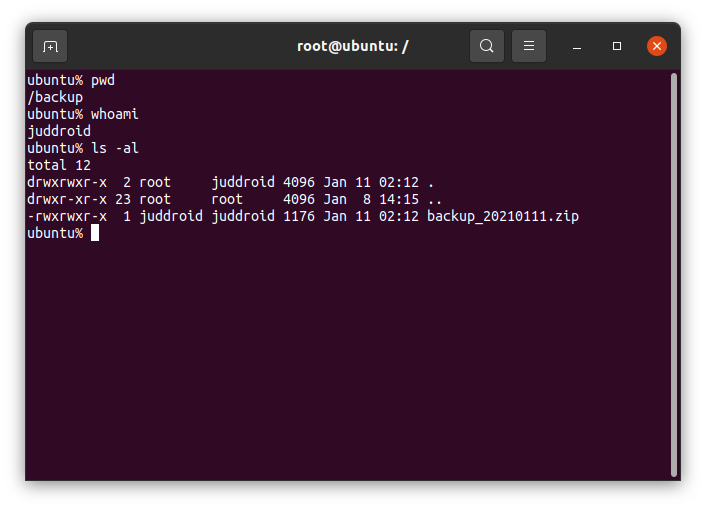 root@ubuntu: /
ubuntu% pwd
/backup
ubuntu% whoami
juddroid
ubuntu% ls -al
total 12
drwxrwxr-x  2 root     juddroid 4096 Jan 11 02:12 .
drwxr-xr-x 23 root     root     4096 Jan  8 14:15 ..
-rwxrwxr-x  1 juddroid juddroid 1176 Jan 11 02:12 backup_20210111.zip
ubuntu%